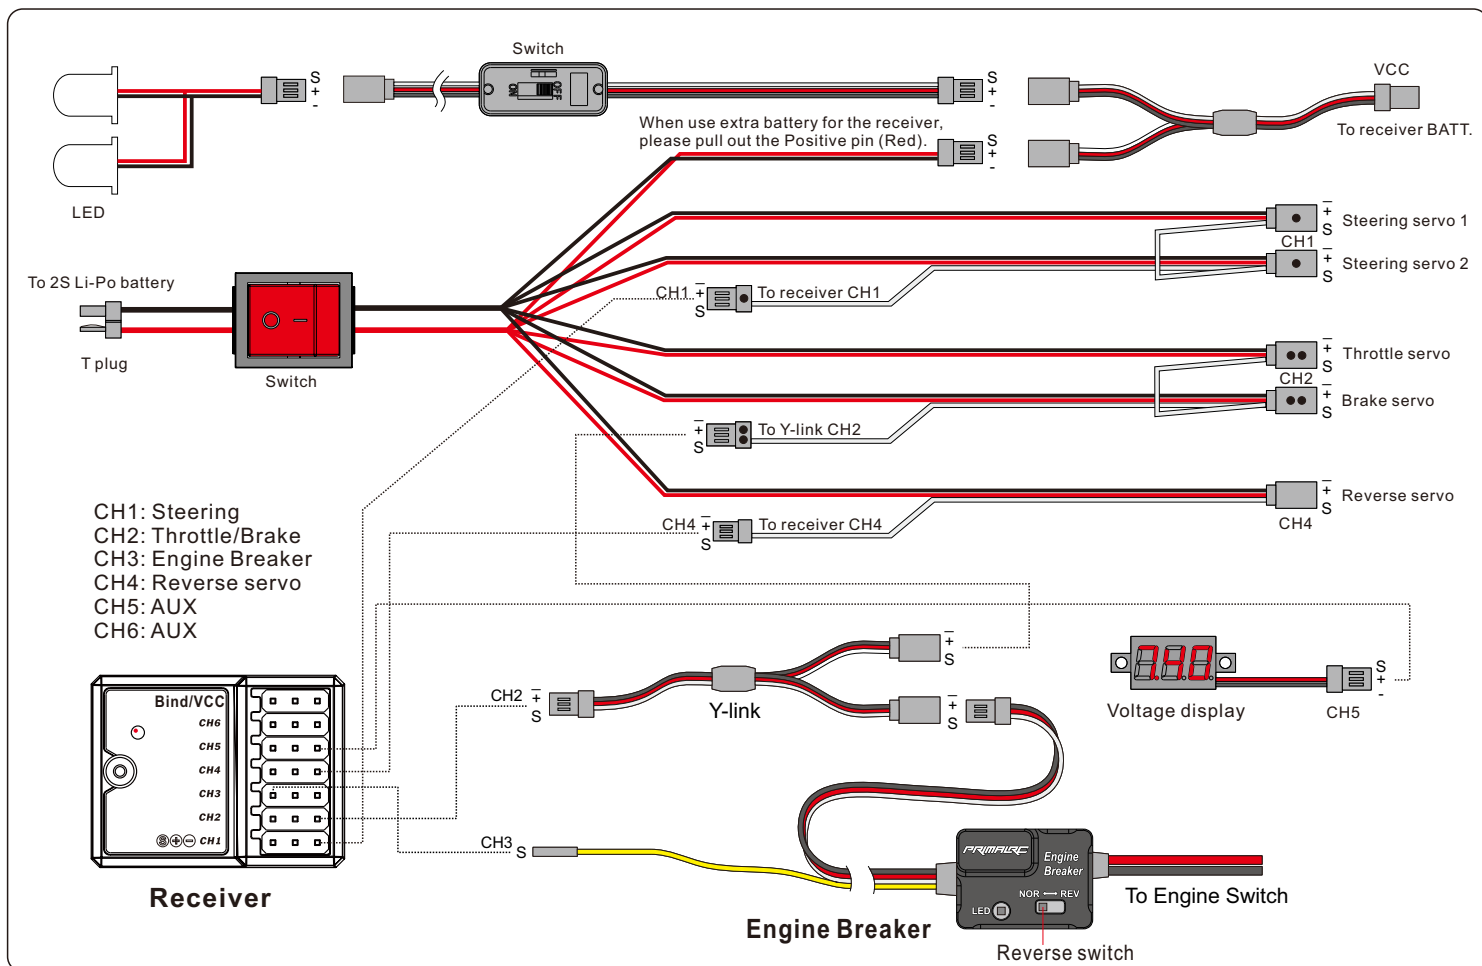 Switch
S
+
-
ON
OFF
S
+
-
VCC
To receiver BATT.
When use extra battery for the receiver,
please pull out the Positive pin (Red).
S
+
-
LED
-
+
S
Steering servo 1
CH1
-
+
S
Steering servo 2
To 2S Li-Po battery
T plug
Switch
CH1
-
+
S
To receiver CH1
-
+
Throttle servo
CH2
-
+
S
Brake servo
-
+
S
To Y-link CH2
-
+
S
Reverse servo
CH4
CH4
-
+
S
To receiver CH4
CH1: Steering
CH2: Throttle/Brake
CH3: Engine Breaker
CH4: Reverse servo
CH5: AUX
CH6: AUX
-
+
S
CH2
-
+
S
Y-link
-
+
S
7.40.
Voltage display
S
+
-
CH5
Bind/VCC
CH6
CH5
CH4
CH3
CH2
S + - CH1
Receiver
CH3
S
PRIMALRC
Engine
Breaker
NOR ↔ REV
LED
To Engine Switch
Engine Breaker
Reverse switch